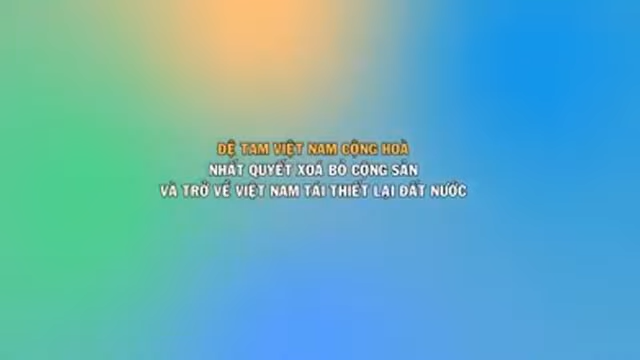 ĐỆ TAM VIỆT NAM CỘNG HOÀ
NHẤT QUYẾT XOÁ BỎ CỘNG SẢN
VÀ TRỞ VỀ VIỆT NAM TÁI THIẾT LẠI ĐẤT NƯỚC